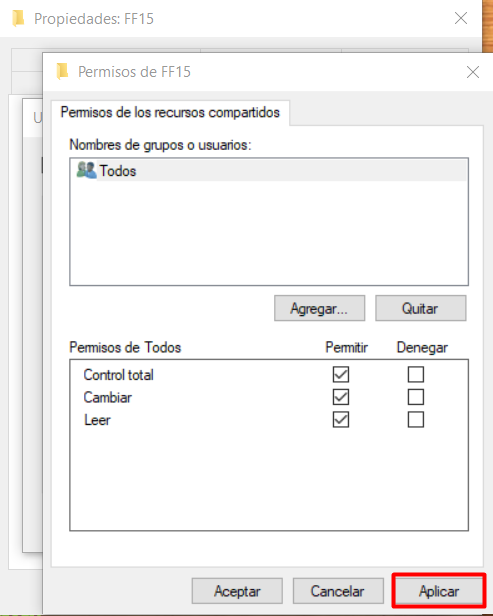 Propiedades: FF15
Permisos de FF15
U
Permisos de los recursos compartidos
Nombres de grupos o usuarios:
Todos
Agregar... Quitar
Permisos de Todos Permitir Denegar
Control total
Cambiar
Leer
Aceptar Cancelar Aplicar